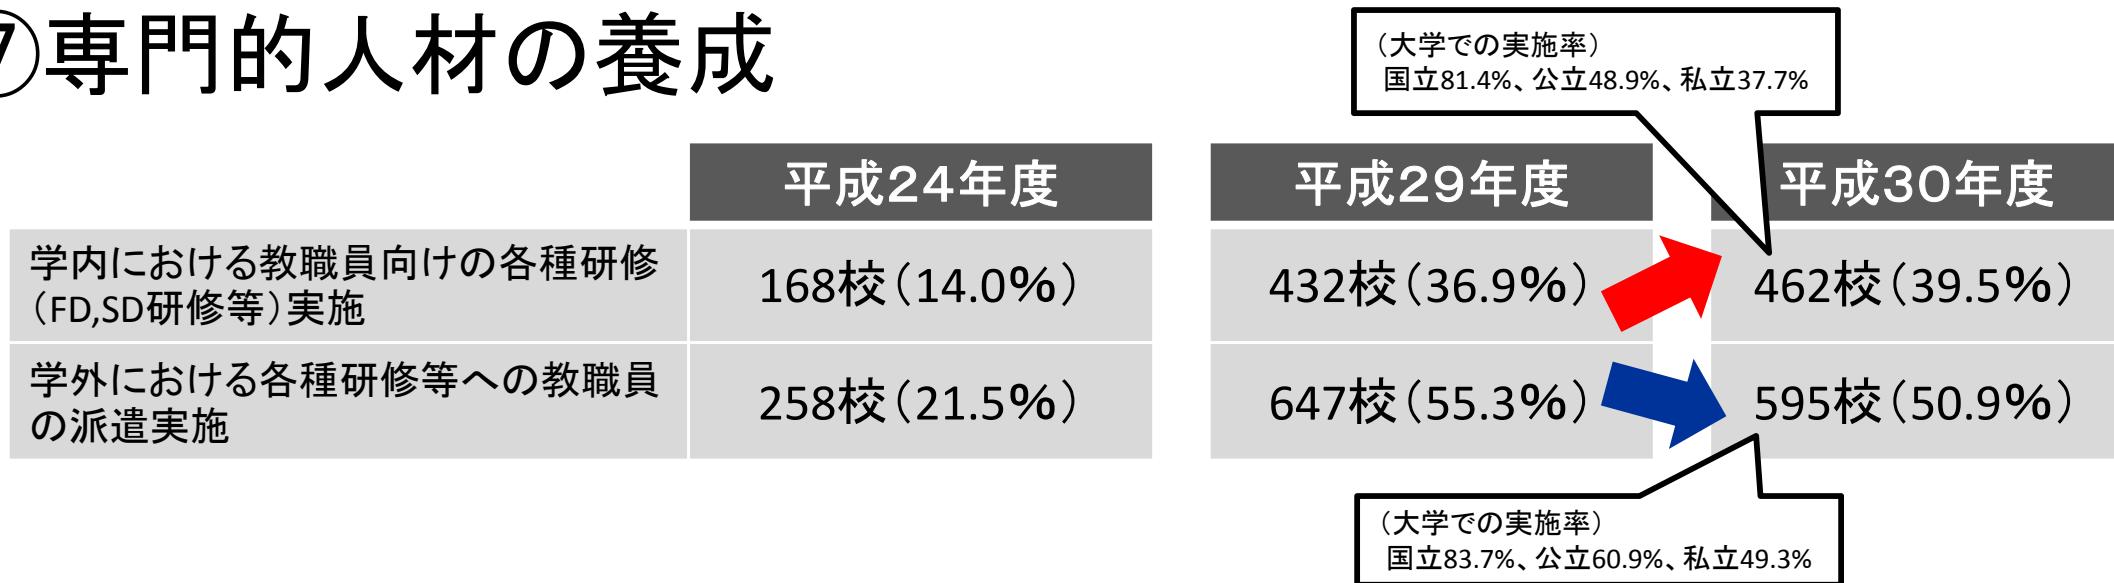 ⑦専門的人材の養成
（大学での実施率）
国立81.4%、公立48.9%、私立37.7%
平成24年度 平成29年度 平成30年度
学内における教職員向けの各種研修
（FD,SD研修等）実施
168校（14.0%） 432校（36.9%） 462校（39.5%）
学外における各種研修等への教職員
の派遣実施
258校（21.5%） 647校（55.3%） 595校（50.9%）
（大学での実施率）
国立83.7%、公立60.9%、私立49.3%